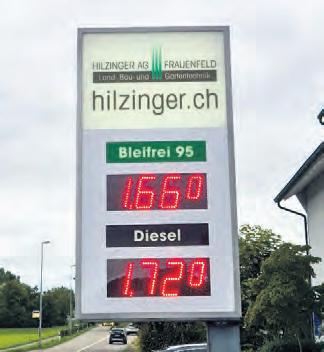 HILZINGER AG FRAUENFELD
Land-, Bau- und Gartentechnik
hilzinger.ch
Bleifrei 95
1.660
Diesel
1.720